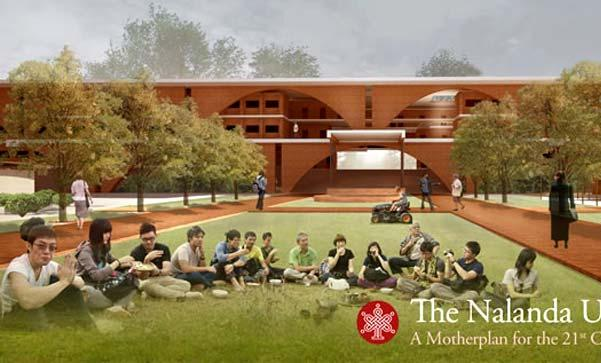 The Nalanda U
A Motherplan for the 21st C